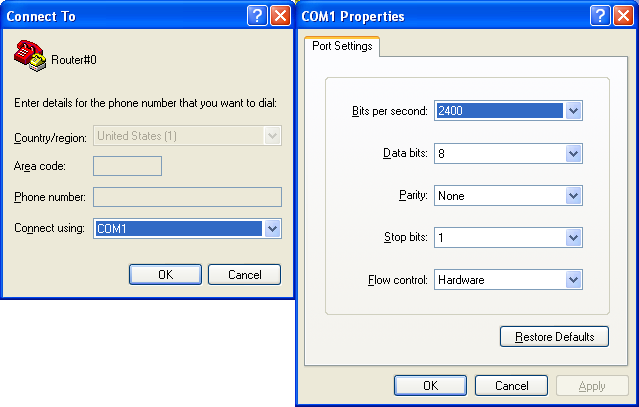 Connect To
Router#0
Enter details for the phone number that you want to dial:
Country/region: United States (1)
Area code:
Phone number:
Connect using: COM1
OK Cancel
COM1 Properties
Port Settings
Bits per second: 2400
Data bits: 8
Parity: None
Stop bits: 1
Flow control: Hardware
Restore Defaults
OK Cancel Apply